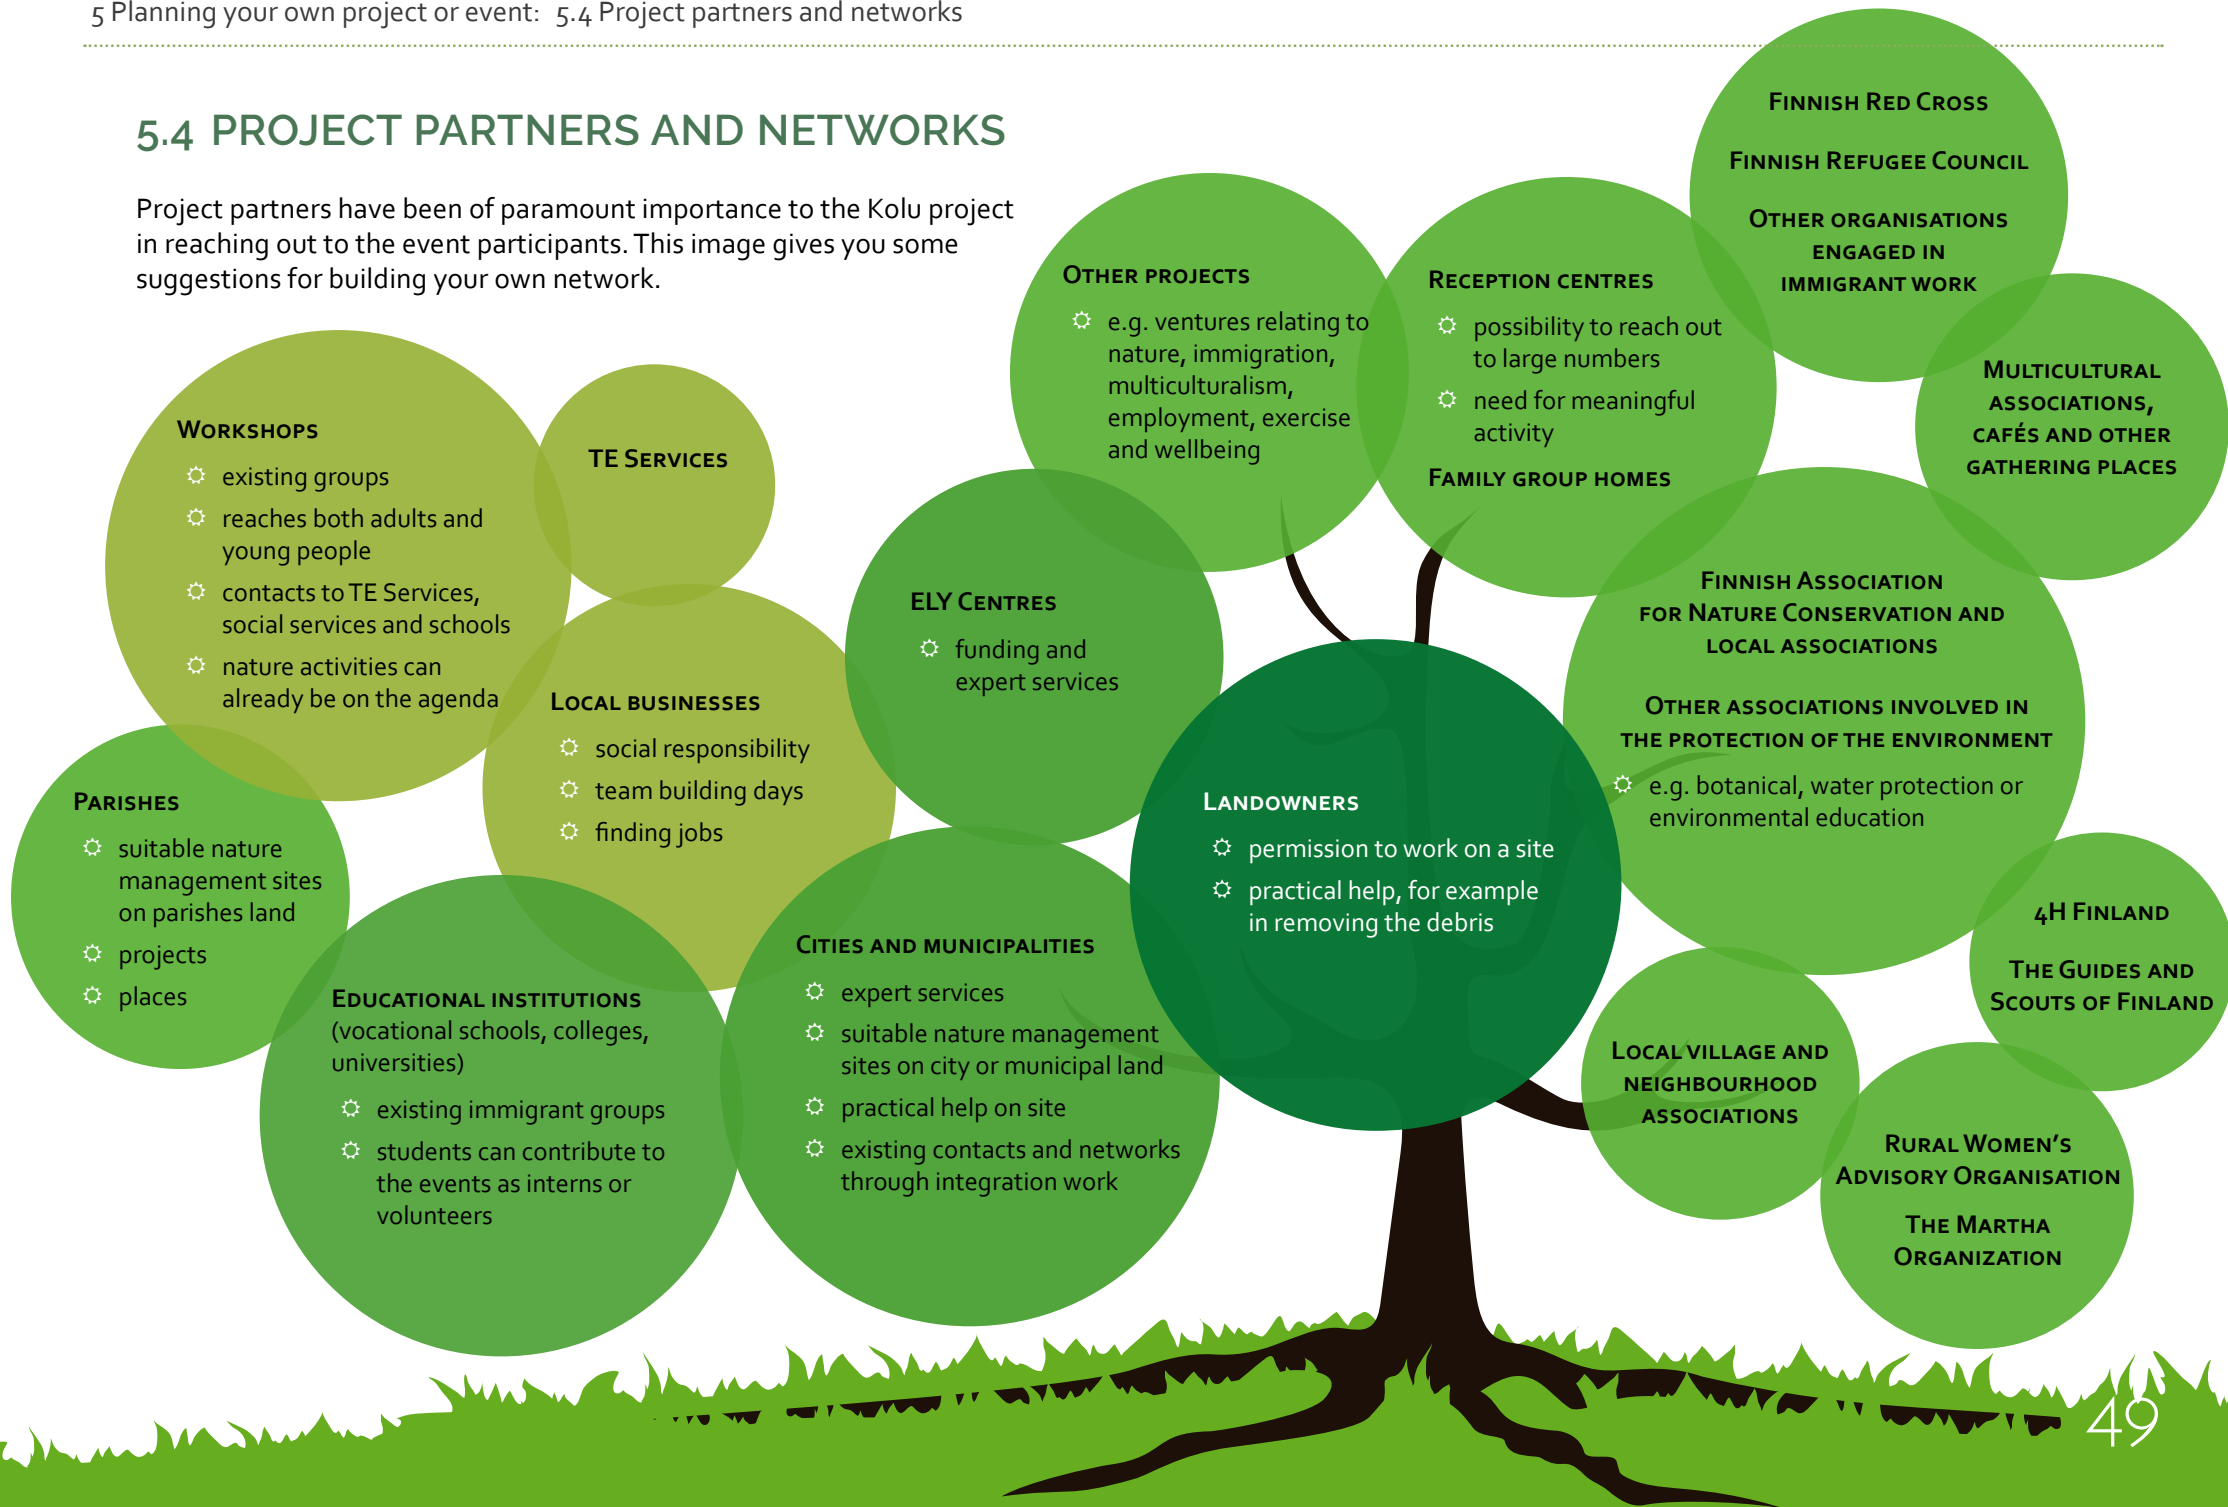 5 Planning your own project or event: 5.4 Project partners and networks
5.4 PROJECT PARTNERS AND NETWORKS
Project partners have been of paramount importance to the Kolu project
in reaching out to the event participants. This image gives you some
suggestions for building your own network.
WORKSHOPS
existing groups
reaches both adults and
young people
contacts to TE Services,
social services and schools
nature activities can
already be on the agenda
TE SERVICES
PARISHES
suitable nature
management sites
on parishes land
projects
places
LOCAL BUSINESSES
social responsibility
team building days
finding jobs
EDUCATIONAL INSTITUTIONS
(vocational schools, colleges,
universities)
existing immigrant groups
students can contribute to
the events as interns or
volunteers
ELY CENTRES
funding and
expert services
CITIES AND MUNICIPALITIES
expert services
suitable nature management
sites on city or municipal land
practical help on site
existing contacts and networks
through integration work
OTHER PROJECTS
e.g. ventures relating to
nature, immigration,
multiculturalism,
employment, exercise
and wellbeing
RECEPTION CENTRES
possibility to reach out
to large numbers
need for meaningful
activity
FAMILY GROUP HOMES
LANDOWNERS
permission to work on a site
practical help, for example
in removing the debris
FINNISH RED CROSS
FINNISH REFUGEE COUNCIL
OTHER ORGANISATIONS
ENGAGED IN
IMMIGRANT WORK
MULTICULTURAL
ASSOCIATIONS,
CAFÉS AND OTHER
GATHERING PLACES
FINNISH ASSOCIATION
FOR NATURE CONSERVATION AND
LOCAL ASSOCIATIONS
OTHER ASSOCIATIONS INVOLVED IN
THE PROTECTION OF THE ENVIRONMENT
e.g. botanical, water protection or
environmental education
4H FINLAND
THE GUIDES AND
SCOUTS OF FINLAND
LOCAL VILLAGE AND
NEIGHBOURHOOD
ASSOCIATIONS
RURAL WOMEN'S
ADVISORY ORGANISATION
THE MARTHA
ORGANIZATION
49